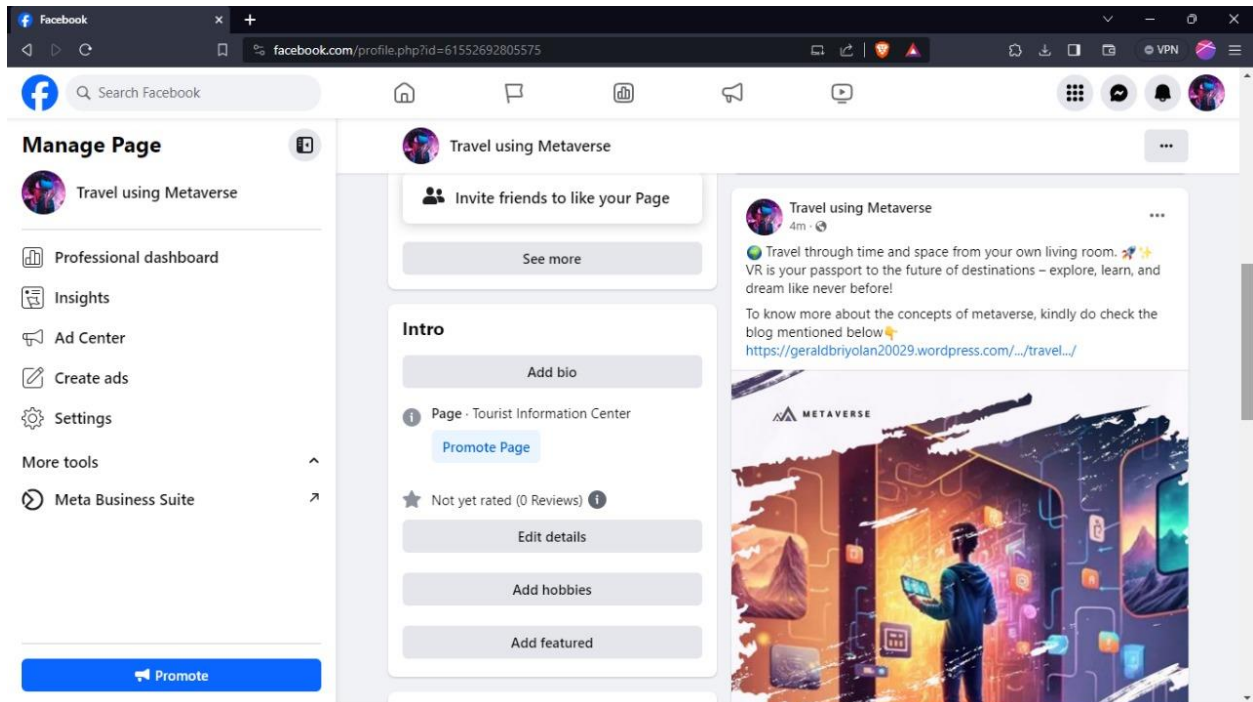 Facebook
facebook.com/profile.php?id=61552692805575
VPN
Search Facebook
Manage Page
Travel using Metaverse
Professional dashboard
Insights
Ad Center
Create ads
Settings
More tools
Meta Business Suite
Promote
Travel using Metaverse
Invite friends to like your Page
See more
Intro
Add bio
Page · Tourist Information Center
Promote Page
Not yet rated (0 Reviews)
Edit details
Add hobbies
Add featured
Travel using Metaverse
4m ·
🌍 Travel through time and space from your own living room. 🚀✨
VR is your passport to the future of destinations – explore, learn, and
dream like never before!
To know more about the concepts of metaverse, kindly do check the
blog mentioned below👇
https://geraldbriyolan20029.wordpress.com/.../travel.../
METAVERSE